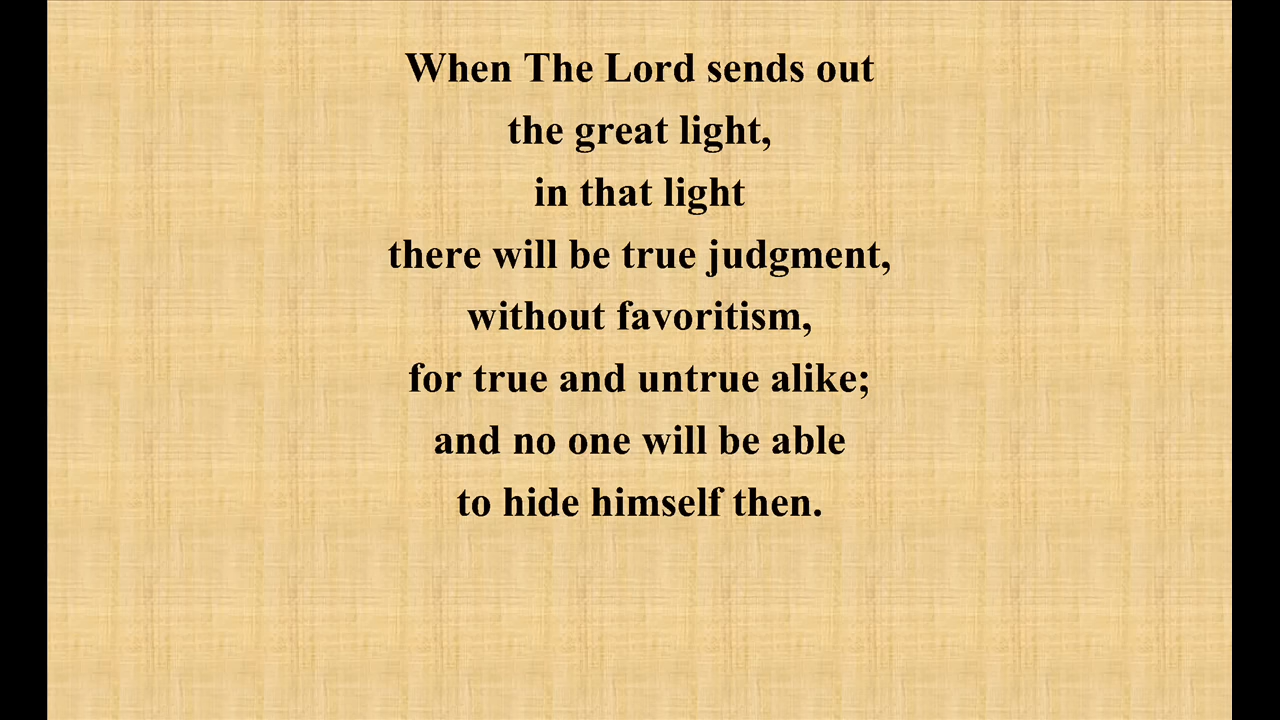 When The Lord sends out
the great light,
in that light
there will be true judgment,
without favoritism,
for true and untrue alike;
and no one will be able
to hide himself then.